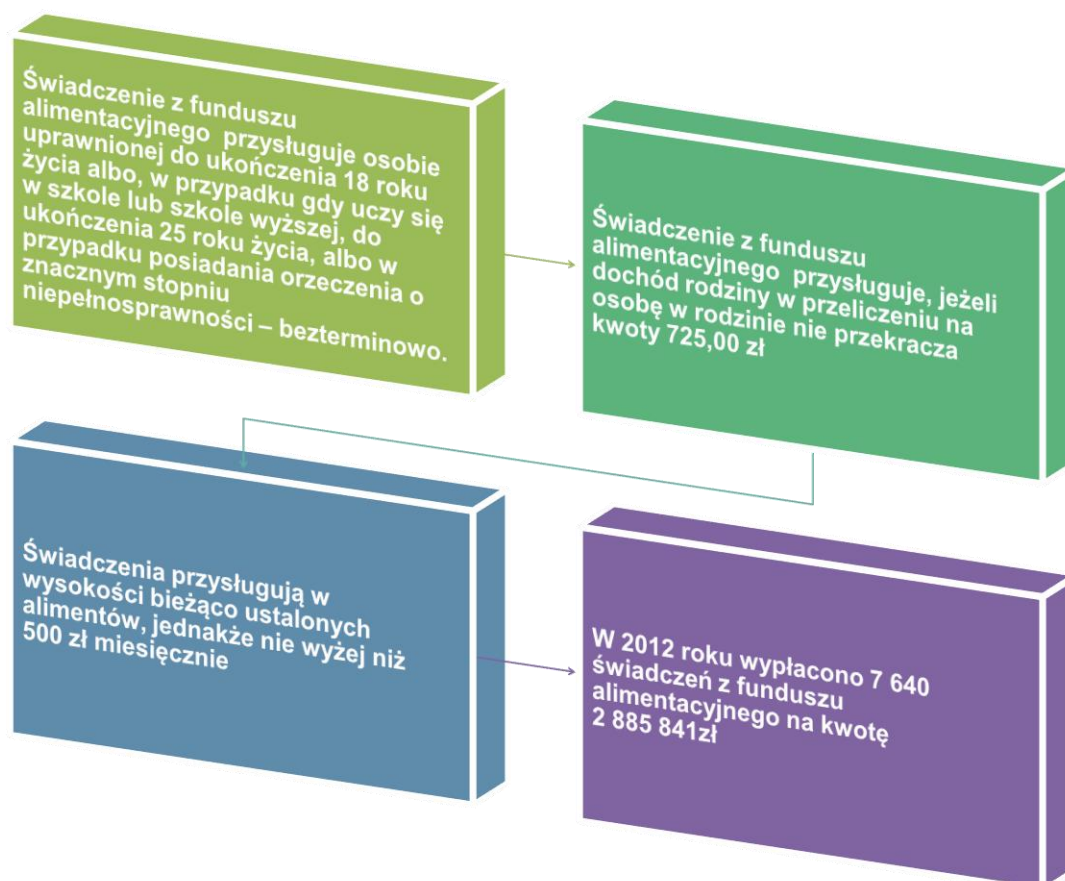 Świadczenie z funduszu
alimentacyjnego przysługuje osobie
uprawnionej do ukończenia 18 roku
życia albo, w przypadku gdy uczy się
w szkole lub szkole wyższej, do
ukończenia 25 roku życia, albo w
przypadku posiadania orzeczenia o
znacznym stopniu
niepełnosprawności – bezterminowo.
Świadczenie z funduszu
alimentacyjnego przysługuje, jeżeli
dochód rodziny w przeliczeniu na
osobę w rodzinie nie przekracza
kwoty 725,00 zł
Świadczenia przysługują w
wysokości bieżąco ustalonych
alimentów, jednakże nie wyżej niż
500 zł miesięcznie
W 2012 roku wypłacono 7 640
świadczeń z funduszu
alimentacyjnego na kwotę
2 885 841zł